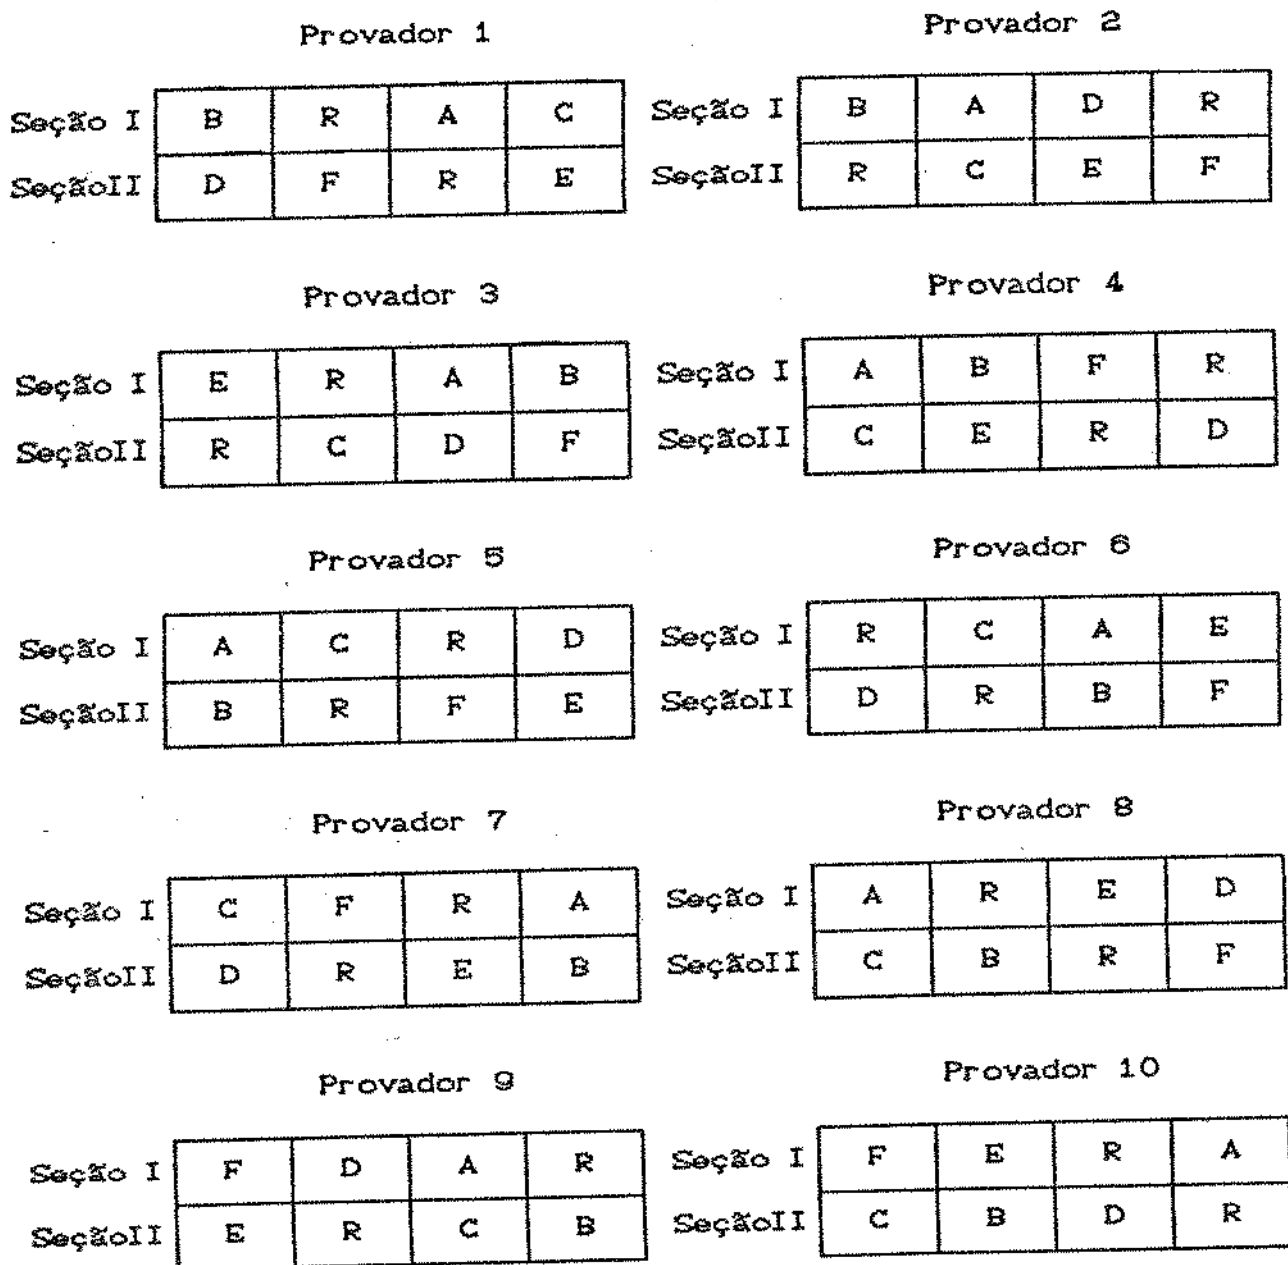 Provador 1
Seção I B R A C
SeçãoII D F R E
Provador 2
Seção I B A D R
SeçãoII R C E F
Provador 3
Seção I E R A B
SeçãoII R C D F
Provador 4
Seção I A B F R
SeçãoII C E R D
Provador 5
Seção I A C R D
SeçãoII B R F E
Provador 6
Seção I R C A E
SeçãoII D R B F
Provador 7
Seção I C F R A
SeçãoII D R E B
Provador 8
Seção I A R E D
SeçãoII C B R F
Provador 9
Seção I F D A R
SeçãoII E R C B
Provador 10
Seção I F E R A
SeçãoII C B D R